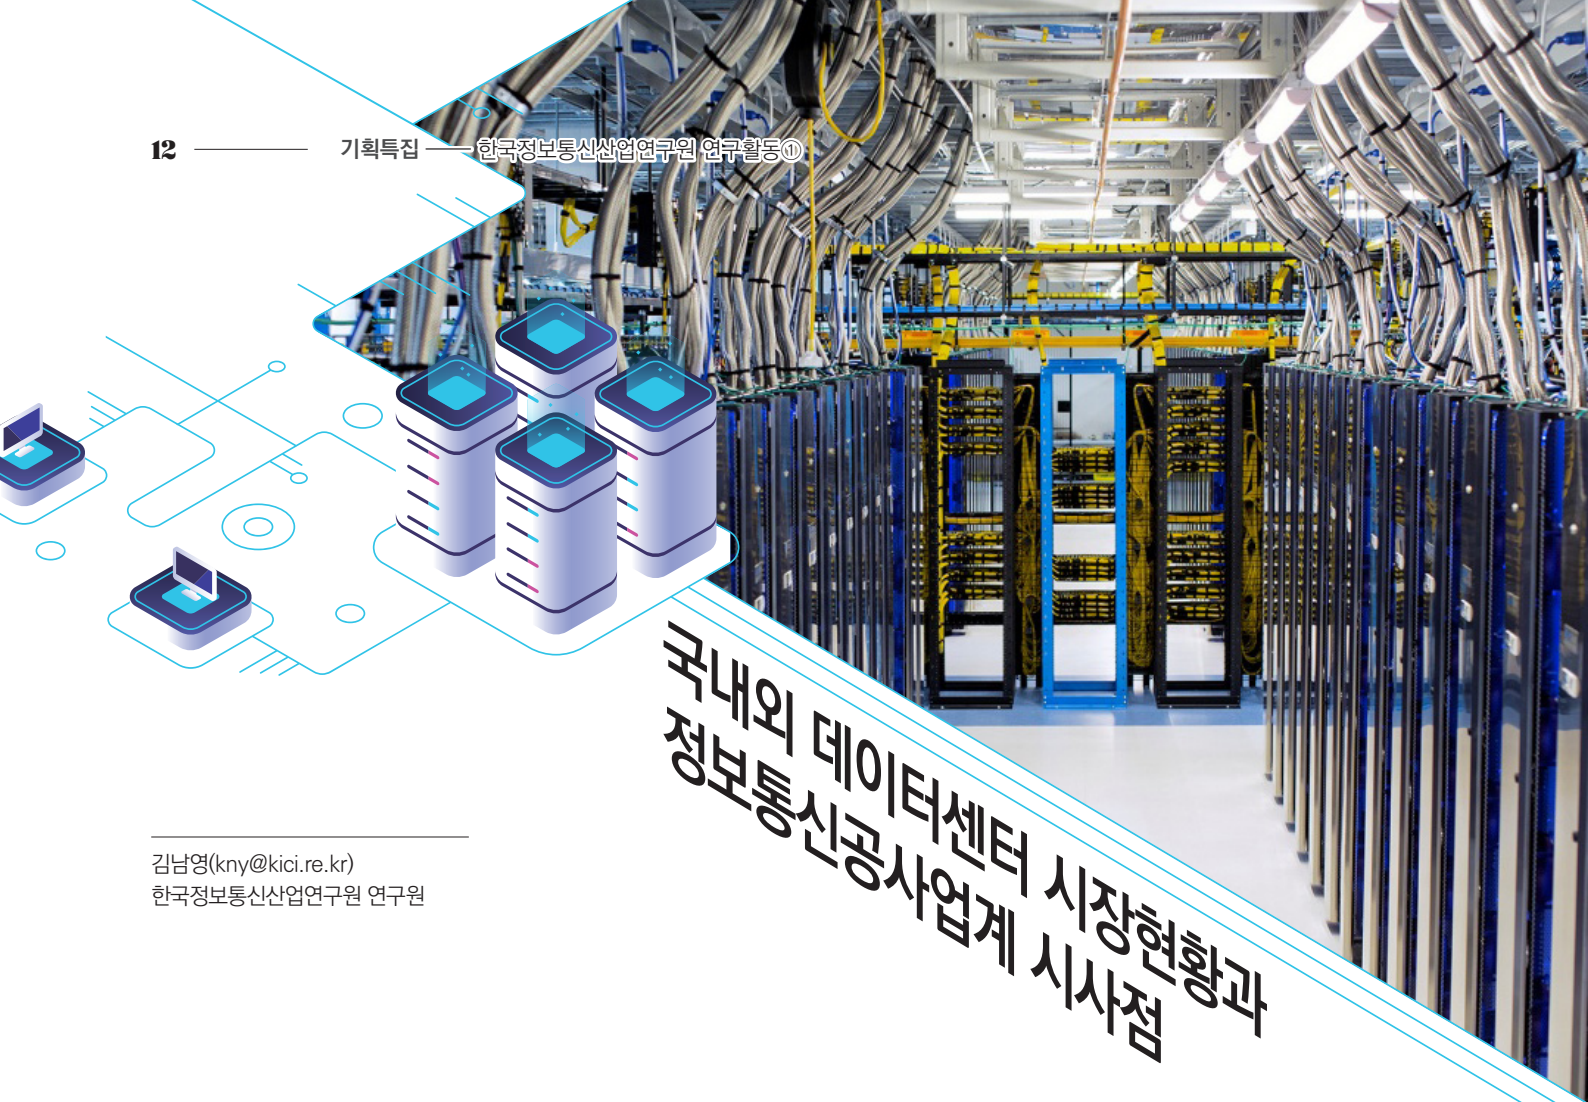 12 기획특집 한국정보통신산업연구원 연구활동①
국내외 데이터센터 시장현황과
정보통신공사업계 시사점
김남영(kny@kici.re.kr)
한국정보통신산업연구원 연구원